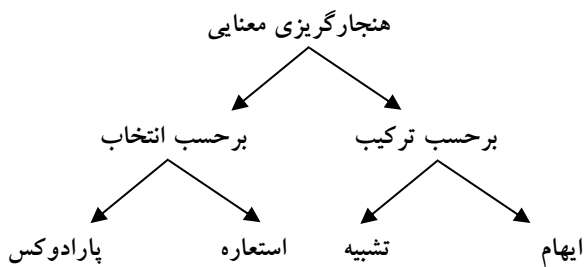 هنجارگریزی معنایی
برحسب ترکیب برحسب انتخاب
ایهام تشبیه استعاره پارادوکس